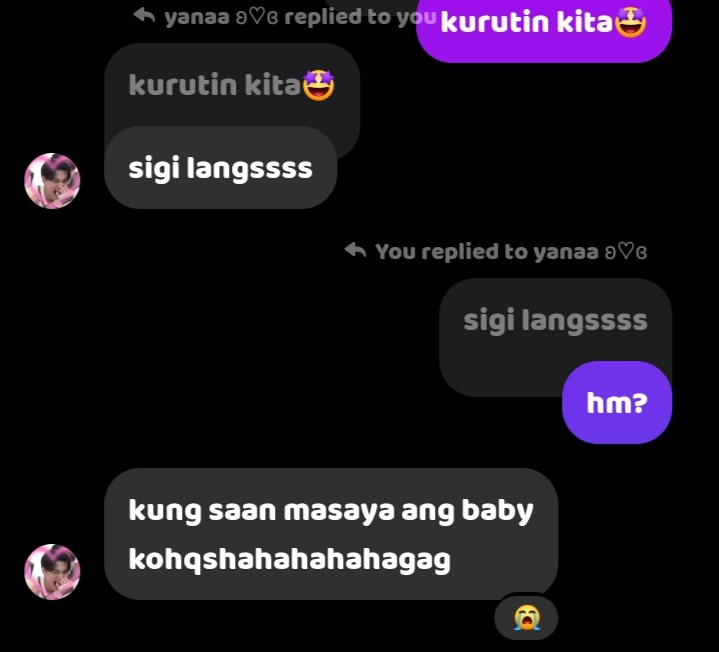 yanaa ʚ♡ɞ replied to you
kurutin kita🤩
kurutin kita🤩
sigi langssss
You replied to yanaa ʚ♡ɞ
sigi langssss
hm?
kung saan masaya ang baby
kohqshahahahahagag
😭